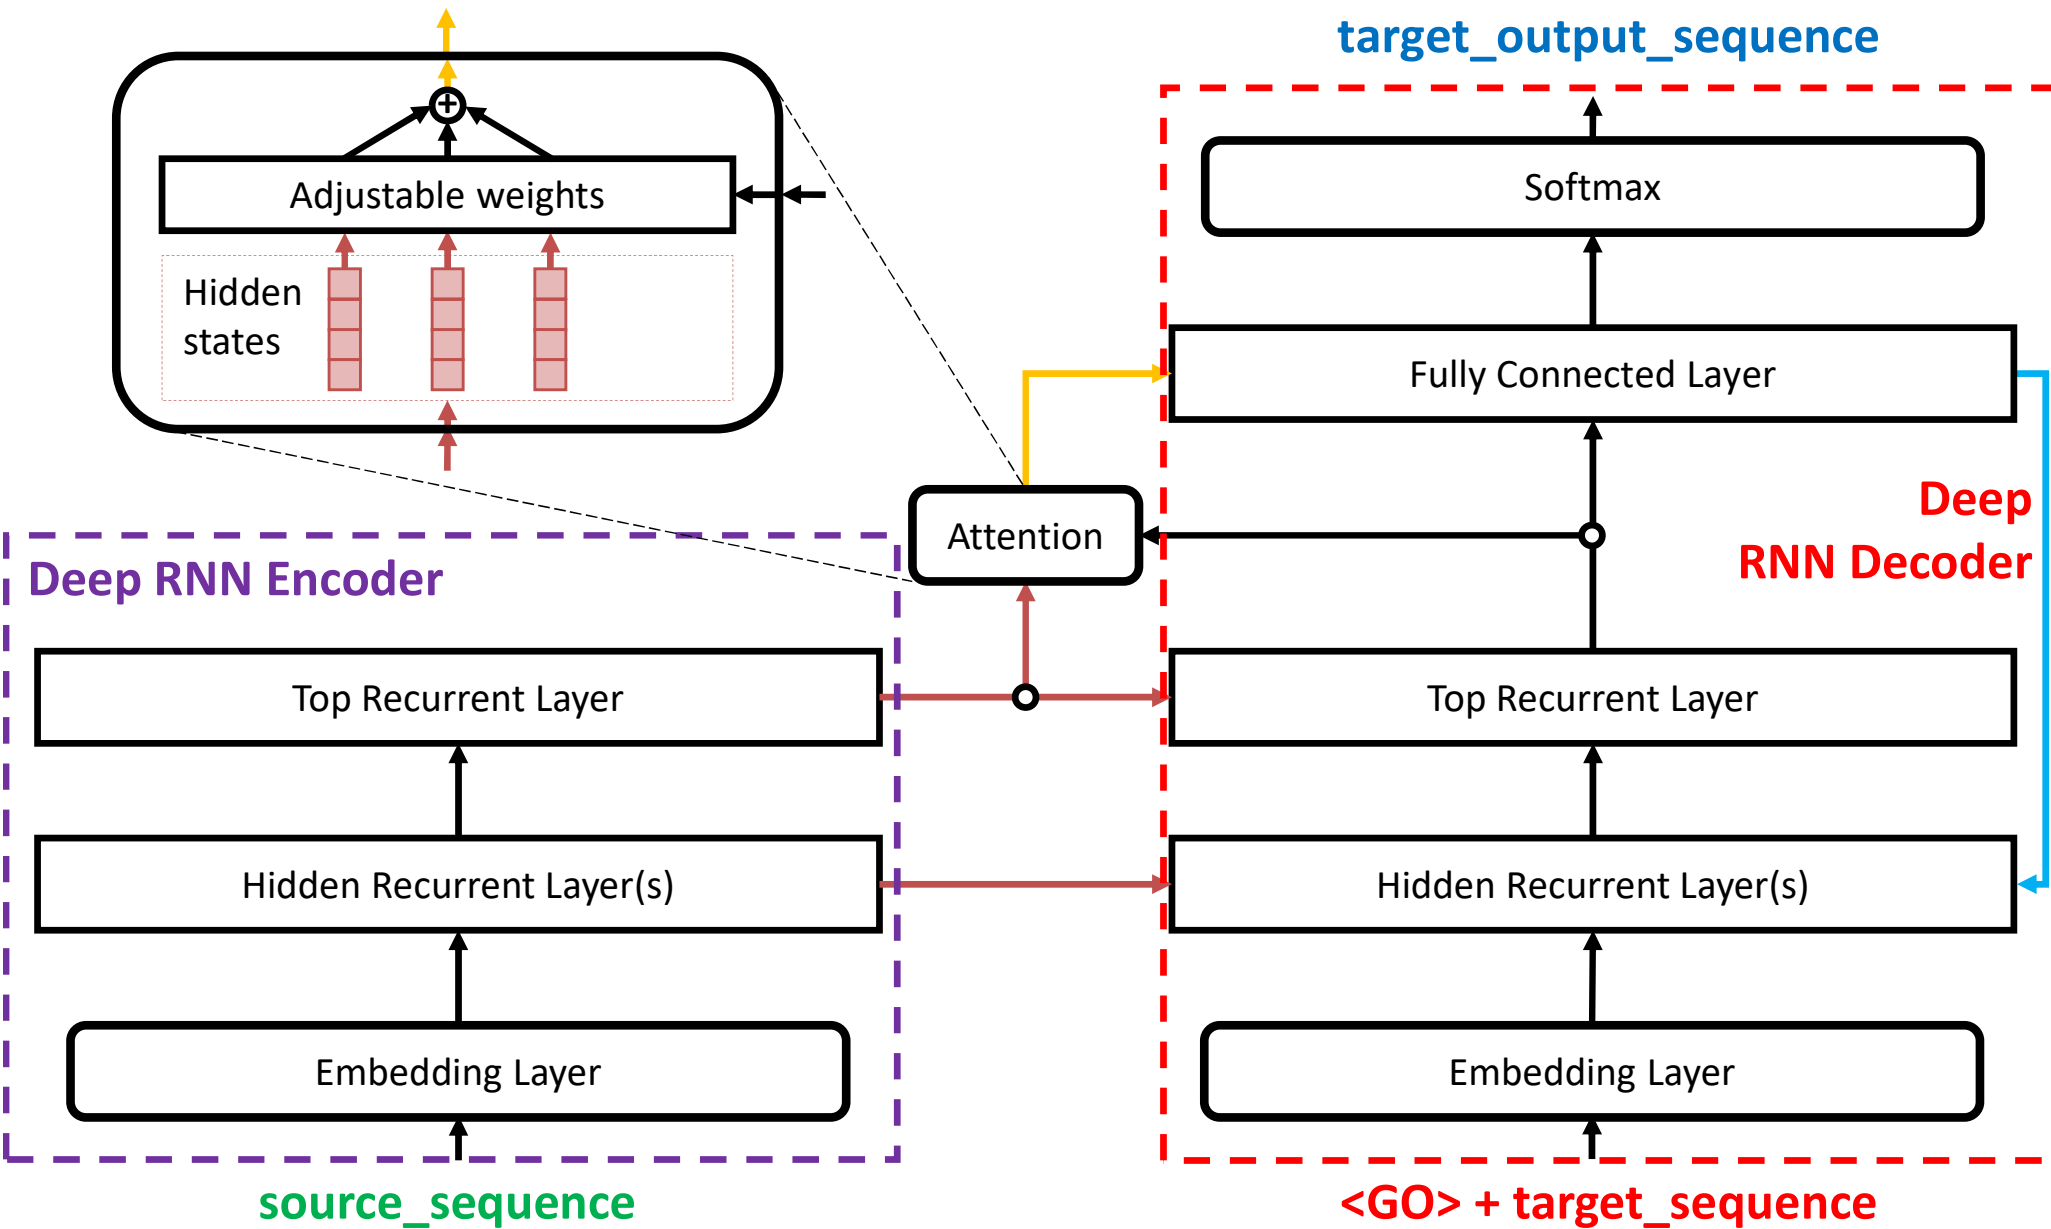 target_output_sequence
+
Adjustable weights
Hidden
states
Softmax
Fully Connected Layer
Attention
Deep
RNN Decoder
Deep RNN Encoder
Top Recurrent Layer
Top Recurrent Layer
Hidden Recurrent Layer(s)
Hidden Recurrent Layer(s)
Embedding Layer
Embedding Layer
source_sequence
<GO> + target_sequence